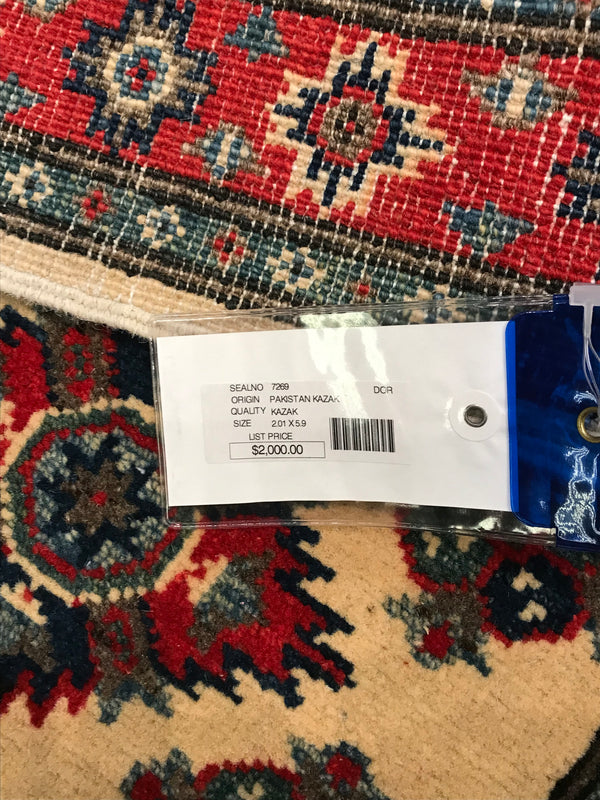 SEALNO 7269 DOR
ORIGIN PAKISTAN KAZAK
QUALITY KAZAK
SIZE 2.01 X 5.9
LIST PRICE
$2,000.00